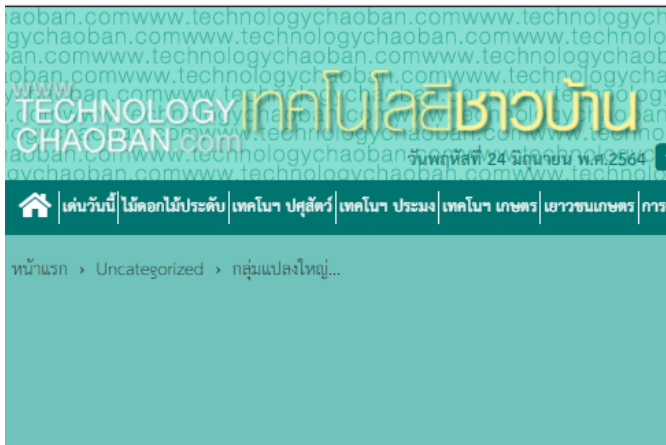 www.
TECHNOLOGY
CHAOBAN.com
เทคโนโลยีชาวบ้าน
วันพฤหัสที่ 24 มิถุนายน พ.ศ.2564
เด่นวันนี้ ไม้ดอกไม้ประดับ เทคโนฯ ปศุสัตว์ เทคโนฯ ประมง เทคโนฯ เกษตร เยาวชนเกษตร การ
หน้าแรก › Uncategorized › กลุ่มแปลงใหญ่...